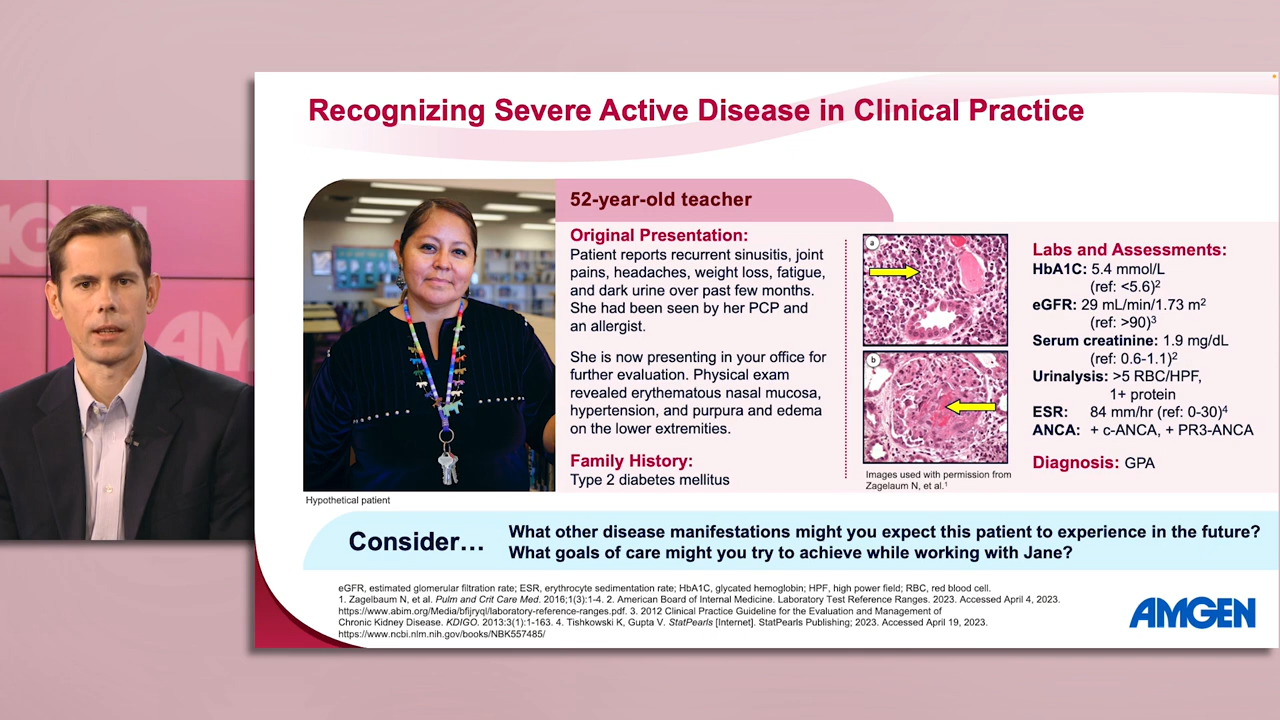 Recognizing Severe Active Disease in Clinical Practice
52-year-old teacher
Original Presentation:
Patient reports recurrent sinusitis, joint
pains, headaches, weight loss, fatigue,
and dark urine over past few months.
She had been seen by her PCP and
an allergist.
She is now presenting in your office for
further evaluation. Physical exam
revealed erythematous nasal mucosa,
hypertension, and purpura and edema
on the lower extremities.
Family History:
Type 2 diabetes mellitus
Hypothetical patient
a
b
Images used with permission from
Zagelaum N, et al.¹
Labs and Assessments:
HbA1C: 5.4 mmol/L
(ref: <5.6)²
eGFR: 29 mL/min/1.73 m²
(ref: >90)³
Serum creatinine: 1.9 mg/dL
(ref: 0.6-1.1)²
Urinalysis: >5 RBC/HPF,
1+ protein
ESR: 84 mm/hr (ref: 0-30)⁴
ANCA: + c-ANCA, + PR3-ANCA
Diagnosis: GPA
Consider…
What other disease manifestations might you expect this patient to experience in the future?
What goals of care might you try to achieve while working with Jane?
eGFR, estimated glomerular filtration rate; ESR, erythrocyte sedimentation rate; HbA1C, glycated hemoglobin; HPF, high power field; RBC, red blood cell.
1. Zagelbaum N, et al. Pulm and Crit Care Med. 2016;1(3):1-4. 2. American Board of Internal Medicine. Laboratory Test Reference Ranges. 2023. Accessed April 4, 2023.
https://www.abim.org/Media/bfijryql/laboratory-reference-ranges.pdf. 3. 2012 Clinical Practice Guideline for the Evaluation and Management of
Chronic Kidney Disease. KDIGO. 2013:3(1):1-163. 4. Tishkowski K, Gupta V. StatPearls [Internet]. StatPearls Publishing; 2023. Accessed April 19, 2023.
https://www.ncbi.nlm.nih.gov/books/NBK557485/
AMGEN